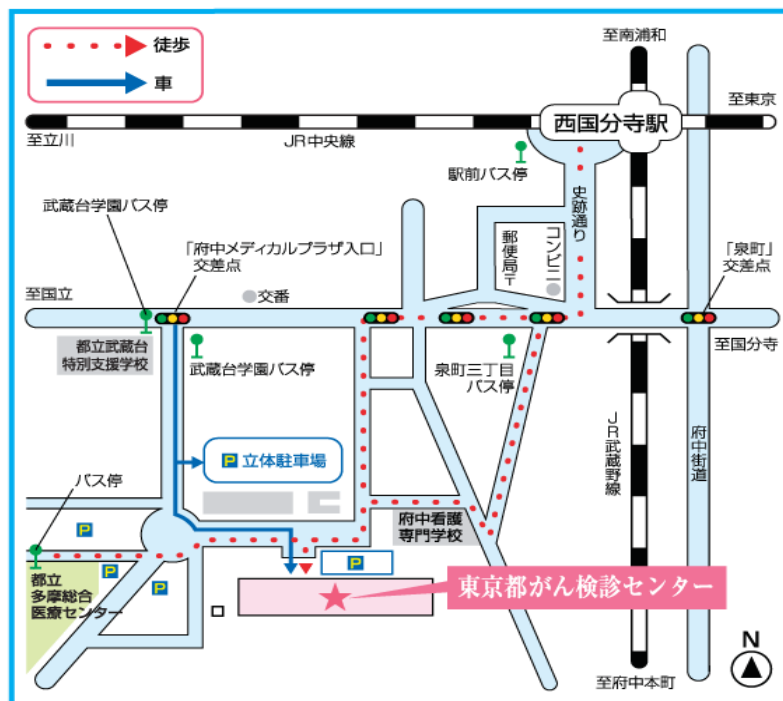 徒歩
車
至南浦和
至東京
西国分寺駅
至立川
JR中央線
駅前バス停
史跡通り
武蔵台学園バス停
「府中メディカルプラザ入口」
交差点
郵便局〒
コンビニ
「泉町」
交差点
交番
至国立
至国分寺
都立武蔵台
特別支援学校
武蔵台学園バス停
泉町三丁目
バス停
JR武蔵野線
府中街道
P 立体駐車場
バス停
P
府中看護
専門学校
P
P
P
都立
多摩総合
医療センター
東京都がん検診センター
N
至府中本町